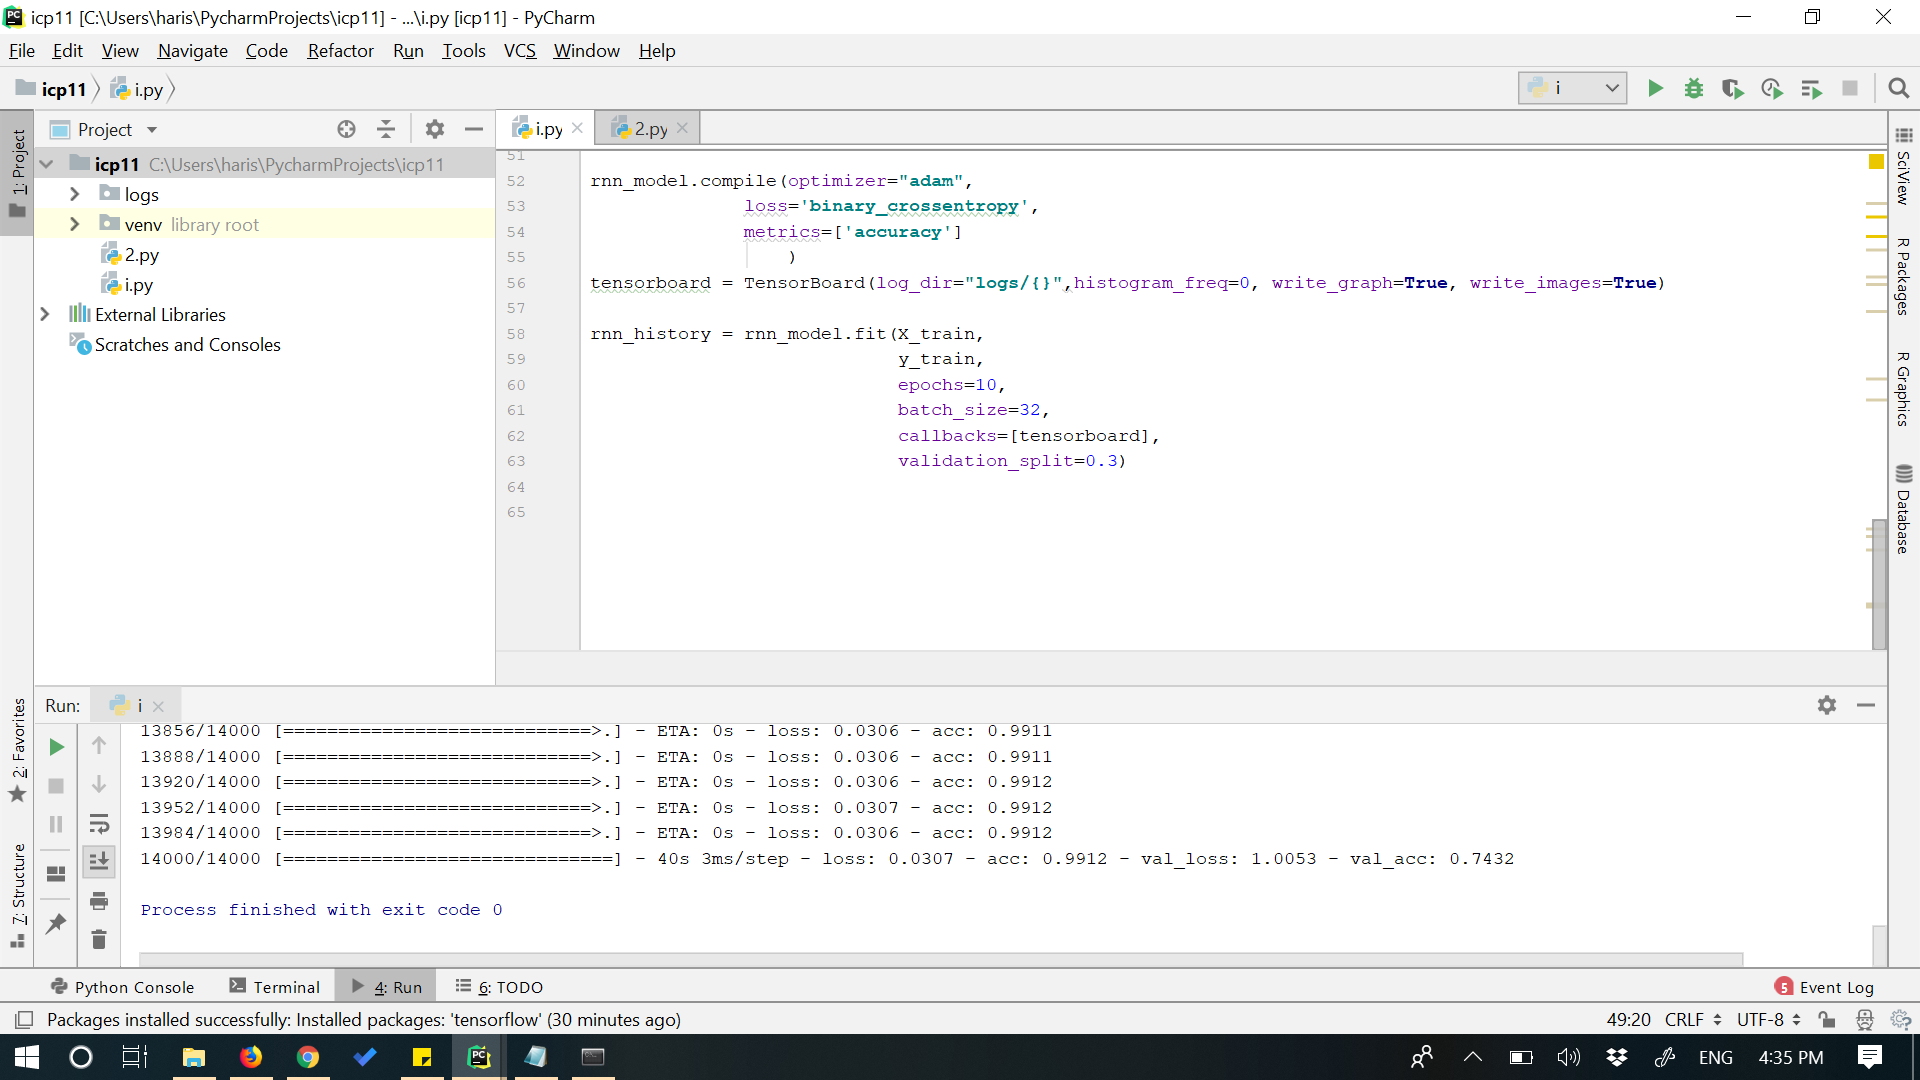 icp11 [C:\Users\haris\PycharmProjects\icp11] - ...\i.py [icp11] - PyCharm
File Edit View Navigate Code Refactor Run Tools VCS Window Help
icp11 i.py
i
Project
i.py
2.py
1: Project
icp11 C:\Users\haris\PycharmProjects\icp11
logs
venv library root
2.py
i.py
External Libraries
Scratches and Consoles
51
52 rnn_model.compile(optimizer="adam",
53 loss='binary_crossentropy',
54 metrics=['accuracy']
55 )
56 tensorboard = TensorBoard(log_dir="logs/{}",histogram_freq=0, write_graph=True, write_images=True)
57
58 rnn_history = rnn_model.fit(X_train,
59 y_train,
60 epochs=10,
61 batch_size=32,
62 callbacks=[tensorboard],
63 validation_split=0.3)
64
65
SciView
R Packages
R Graphics
Database
2: Favorites
7: Structure
Run: i
13856/14000 [============================>.] - ETA: 0s - loss: 0.0306 - acc: 0.9911
13888/14000 [============================>.] - ETA: 0s - loss: 0.0306 - acc: 0.9911
13920/14000 [============================>.] - ETA: 0s - loss: 0.0306 - acc: 0.9912
13952/14000 [============================>.] - ETA: 0s - loss: 0.0307 - acc: 0.9912
13984/14000 [============================>.] - ETA: 0s - loss: 0.0306 - acc: 0.9912
14000/14000 [==============================] - 40s 3ms/step - loss: 0.0307 - acc: 0.9912 - val_loss: 1.0053 - val_acc: 0.7432
Process finished with exit code 0
Python Console Terminal 4: Run 6: TODO 5 Event Log
Packages installed successfully: Installed packages: 'tensorflow' (30 minutes ago) 49:20 CRLF UTF-8
PC ENG 4:35 PM